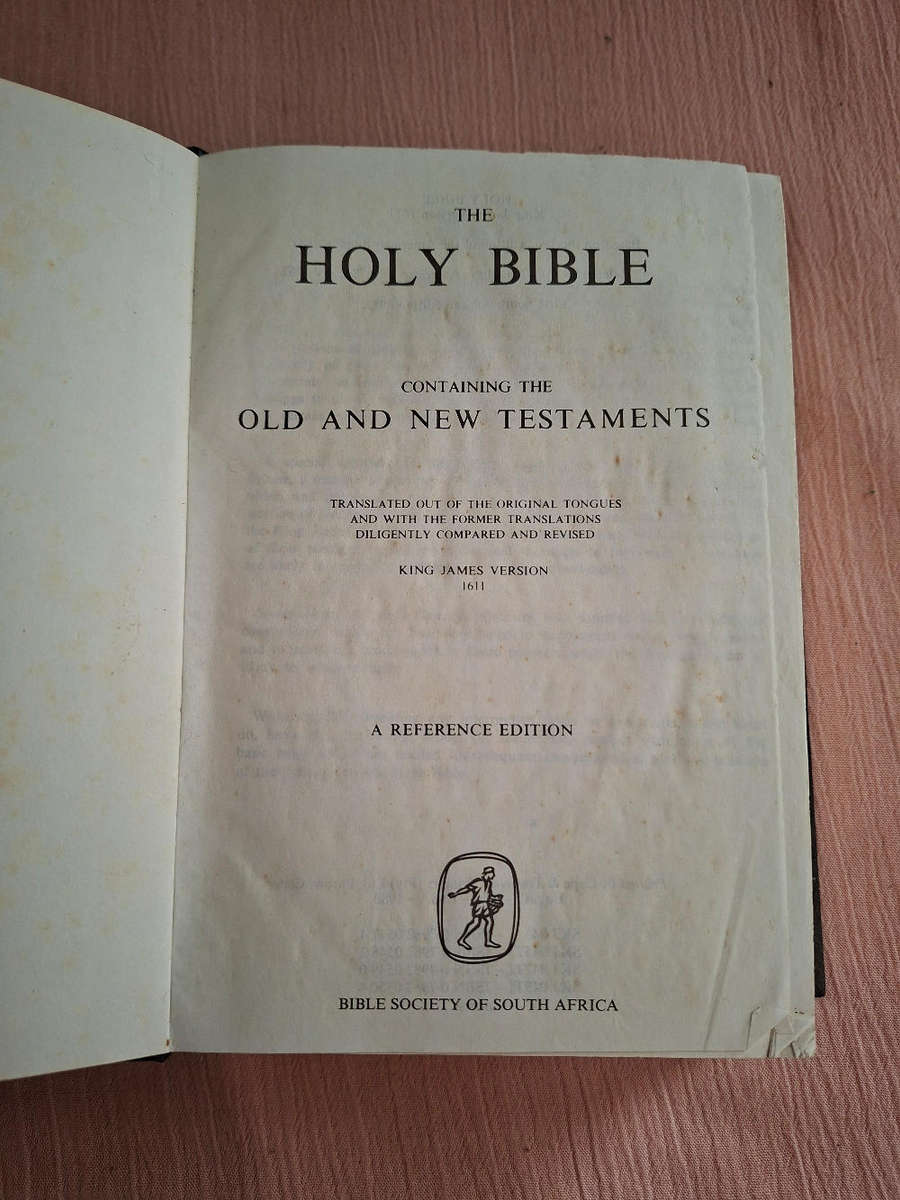 THE
HOLY BIBLE
CONTAINING THE
OLD AND NEW TESTAMENTS
TRANSLATED OUT OF THE ORIGINAL TONGUES
AND WITH THE FORMER TRANSLATIONS
DILIGENTLY COMPARED AND REVISED
KING JAMES VERSION
1611
A REFERENCE EDITION
BIBLE SOCIETY OF SOUTH AFRICA